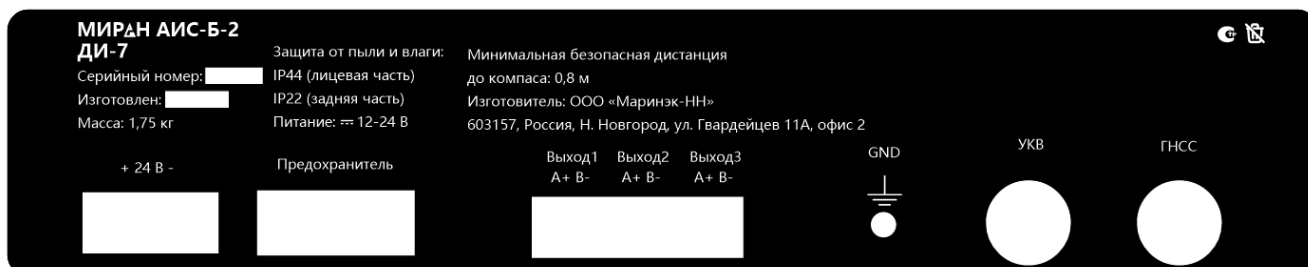 МИРАН АИС-Б-2
ДИ-7
Серийный номер:
Изготовлен:
Масса: 1,75 кг
Защита от пыли и влаги:
IP44 (лицевая часть)
IP22 (задняя часть)
Питание: ⎓ 12-24 В
Минимальная безопасная дистанция
до компаса: 0,8 м
Изготовитель: ООО «Маринэк-НН»
603157, Россия, Н. Новгород, ул. Гвардейцев 11А, офис 2
+ 24 В -
Предохранитель
Выход1 Выход2 Выход3
А+ В- А+ В- А+ В-
GND
УКВ
ГНСС